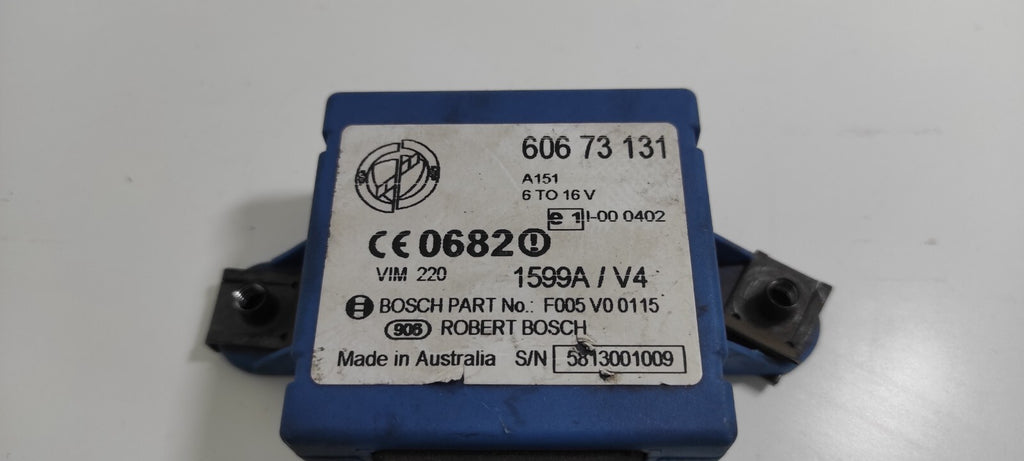 606 73 131
A151
6 TO 16 V
e1 I-00 0402
CE 0682
VIM 220 1599A / V4
BOSCH PART No.: F005 V0 0115
906 ROBERT BOSCH
Made in Australia S/N 5813001009